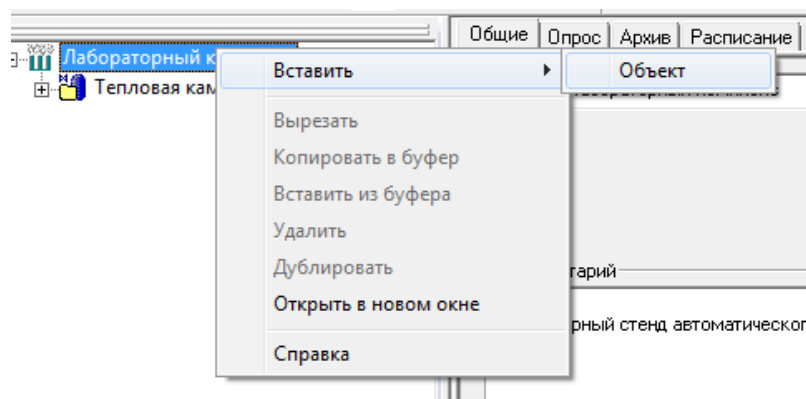 Общие Опрос Архив Расписание
Лабораторный к
Тепловая кам
Вставить
Объект
Вырезать
Копировать в буфер
Вставить из буфера
Удалить
Дублировать
Открыть в новом окне
Справка
тарий
рный стенд автоматическог